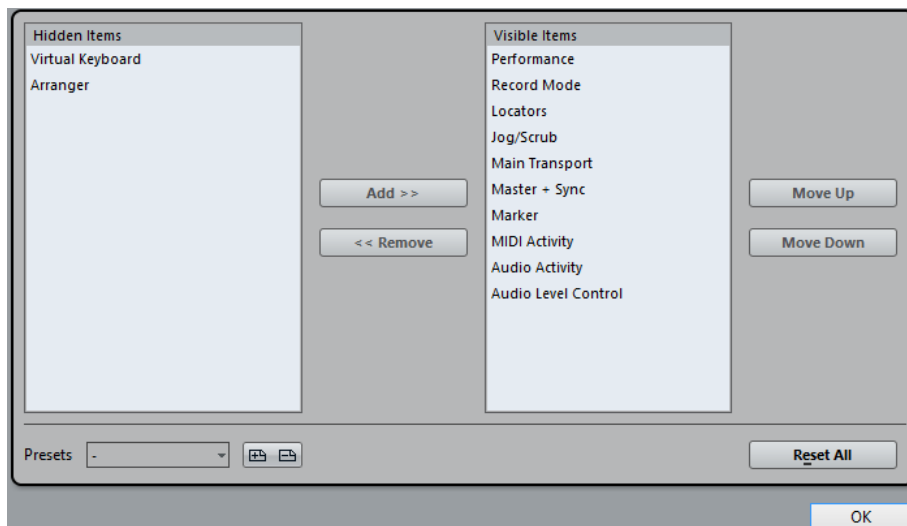 Hidden Items
Virtual Keyboard
Arranger
Add >>
<< Remove
Visible Items
Performance
Record Mode
Locators
Jog/Scrub
Main Transport
Master + Sync
Marker
MIDI Activity
Audio Activity
Audio Level Control
Move Up
Move Down
Presets
-
Reset All
OK